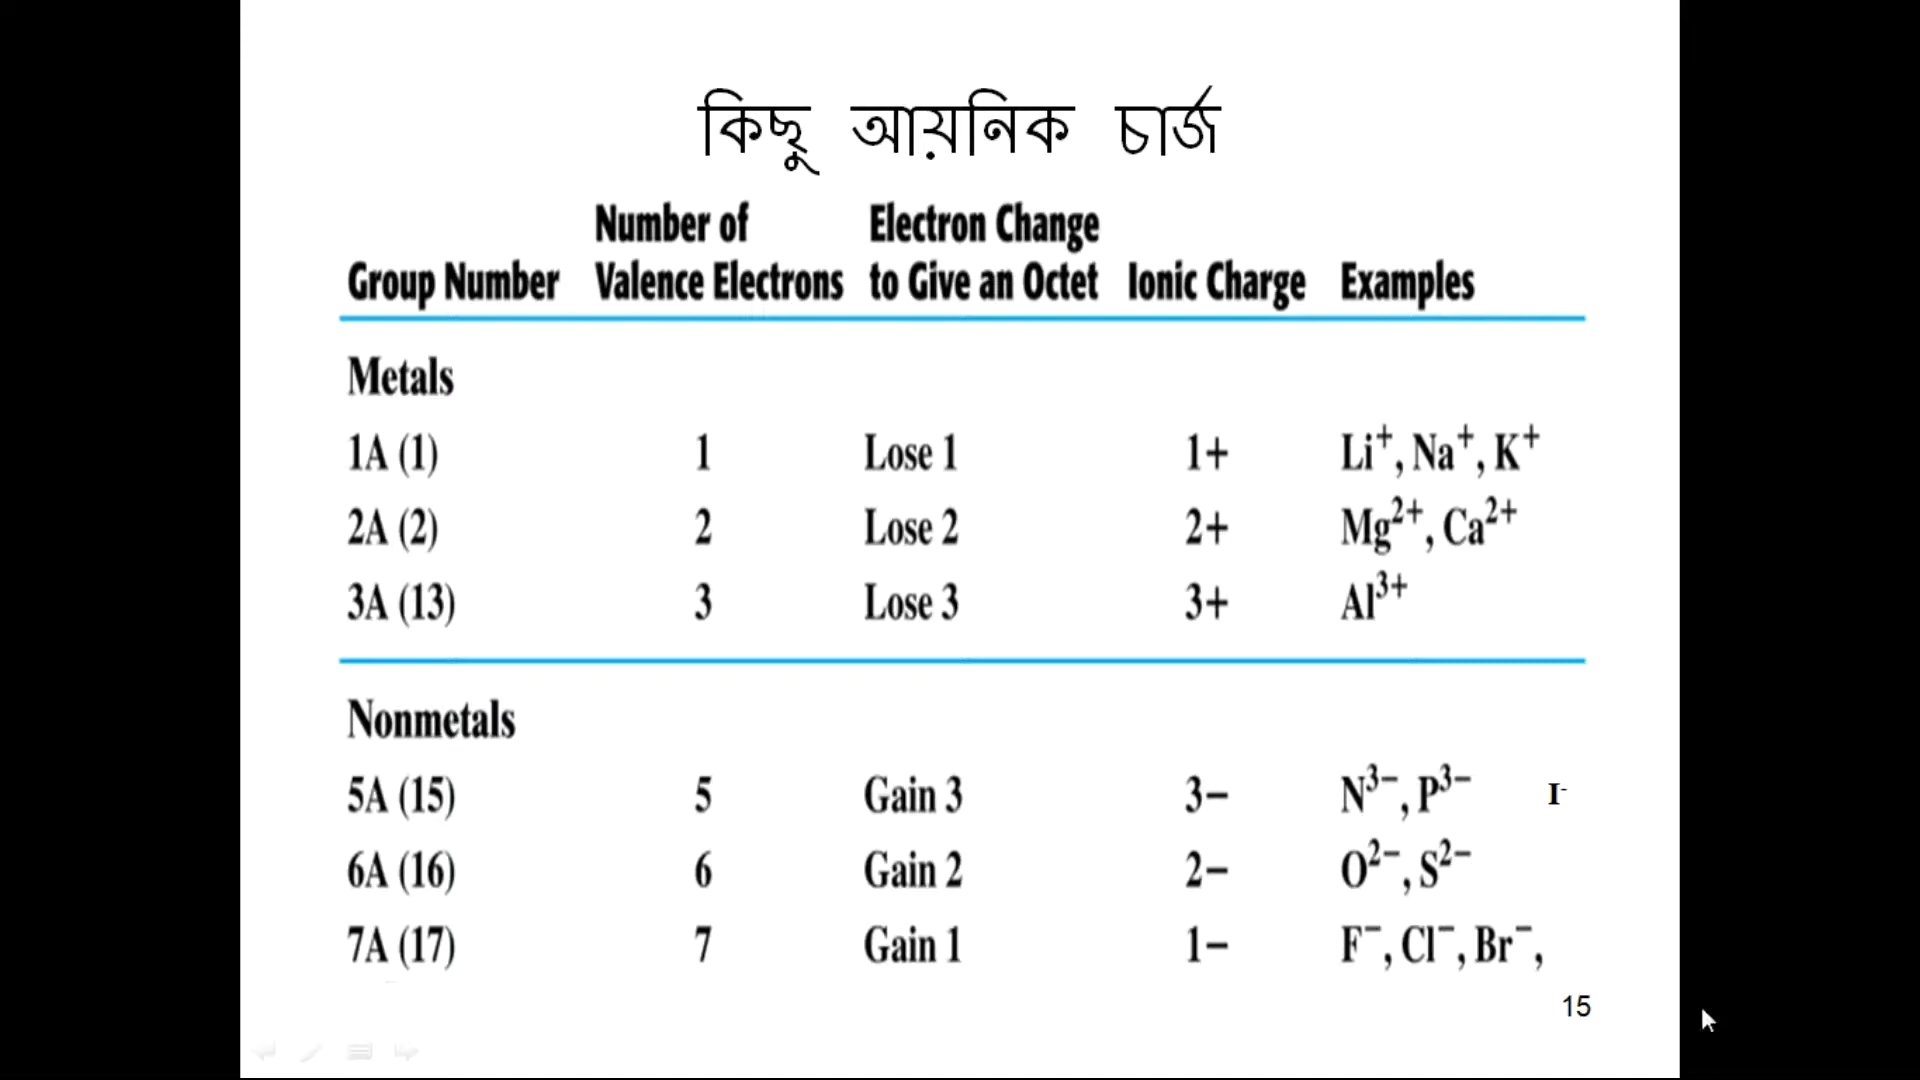 কিছু আয়নিক চার্জ
Group Number Number of Valence Electrons Electron Change to Give an Octet Ionic Charge Examples
Metals
1A (1) 1 Lose 1 1+ Li⁺, Na⁺, K⁺
2A (2) 2 Lose 2 2+ Mg²⁺, Ca²⁺
3A (13) 3 Lose 3 3+ Al³⁺
Nonmetals
5A (15) 5 Gain 3 3− N³⁻, P³⁻ I⁻
6A (16) 6 Gain 2 2− O²⁻, S²⁻
7A (17) 7 Gain 1 1− F⁻, Cl⁻, Br⁻,
15